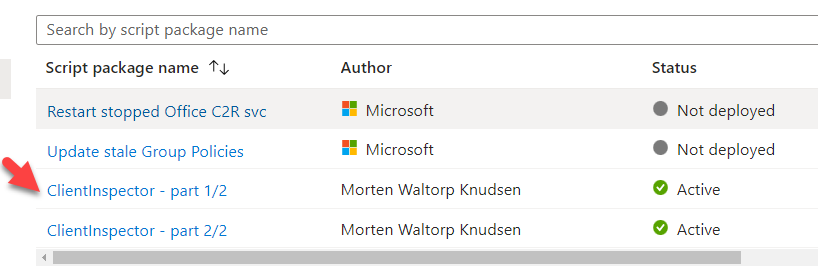 Search by script package name
Script package name ↑↓ Author Status
Restart stopped Office C2R svc Microsoft Not deployed
Update stale Group Policies Microsoft Not deployed
ClientInspector - part 1/2 Morten Waltorp Knudsen Active
ClientInspector - part 2/2 Morten Waltorp Knudsen Active